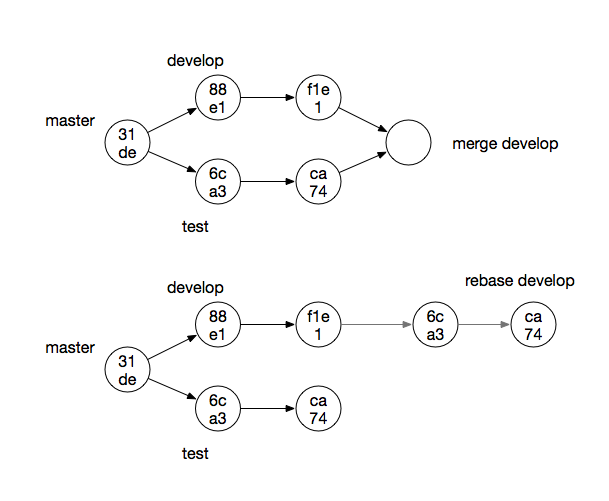 develop
88
e1
f1e
1
master
31
de
merge develop
6c
a3
ca
74
test
rebase develop
develop
88
e1
f1e
1
6c
a3
ca
74
master
31
de
6c
a3
ca
74
test